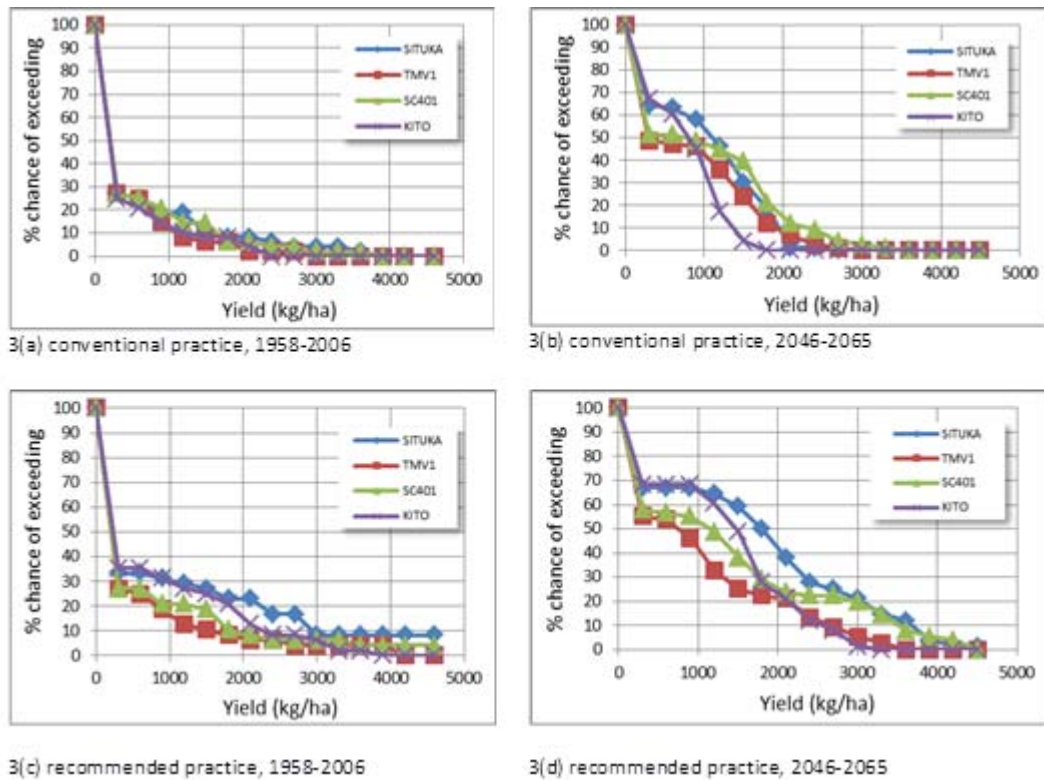 % chance of exceeding
100
90
80
70
60
50
40
30
20
10
0
SITUKA
TMV1
SC401
KITO
0 1000 2000 3000 4000 5000
Yield (kg/ha)
3(a) conventional practice, 1958-2006
% chance of exceeding
100
90
80
70
60
50
40
30
20
10
0
SITUKA
TMV1
SC401
KITO
0 1000 2000 3000 4000 5000
Yield (kg/ha)
3(b) conventional practice, 2046-2065
% chance of exceeding
100
90
80
70
60
50
40
30
20
10
0
SITUKA
TMV1
SC401
KITO
0 1000 2000 3000 4000 5000
Yield (kg/ha)
3(c) recommended practice, 1958-2006
% chance of exceeding
100
90
80
70
60
50
40
30
20
10
0
SITUKA
TMV1
SC401
KITO
0 1000 2000 3000 4000 5000
Yield (kg/ha)
3(d) recommended practice, 2046-2065